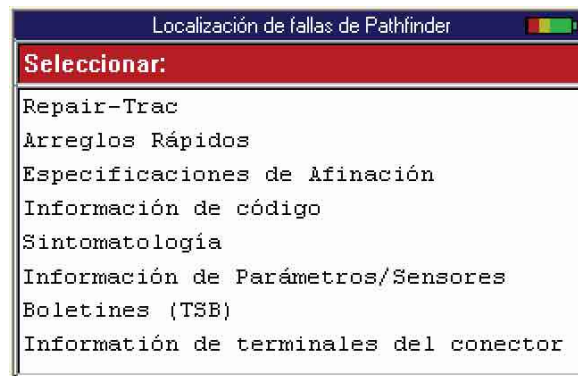 Localización de fallas de Pathfinder
Seleccionar:
Repair-Trac
Arreglos Rápidos
Especificaciones de Afinación
Información de código
Sintomatología
Información de Parámetros/Sensores
Boletines (TSB)
Informatión de terminales del conector